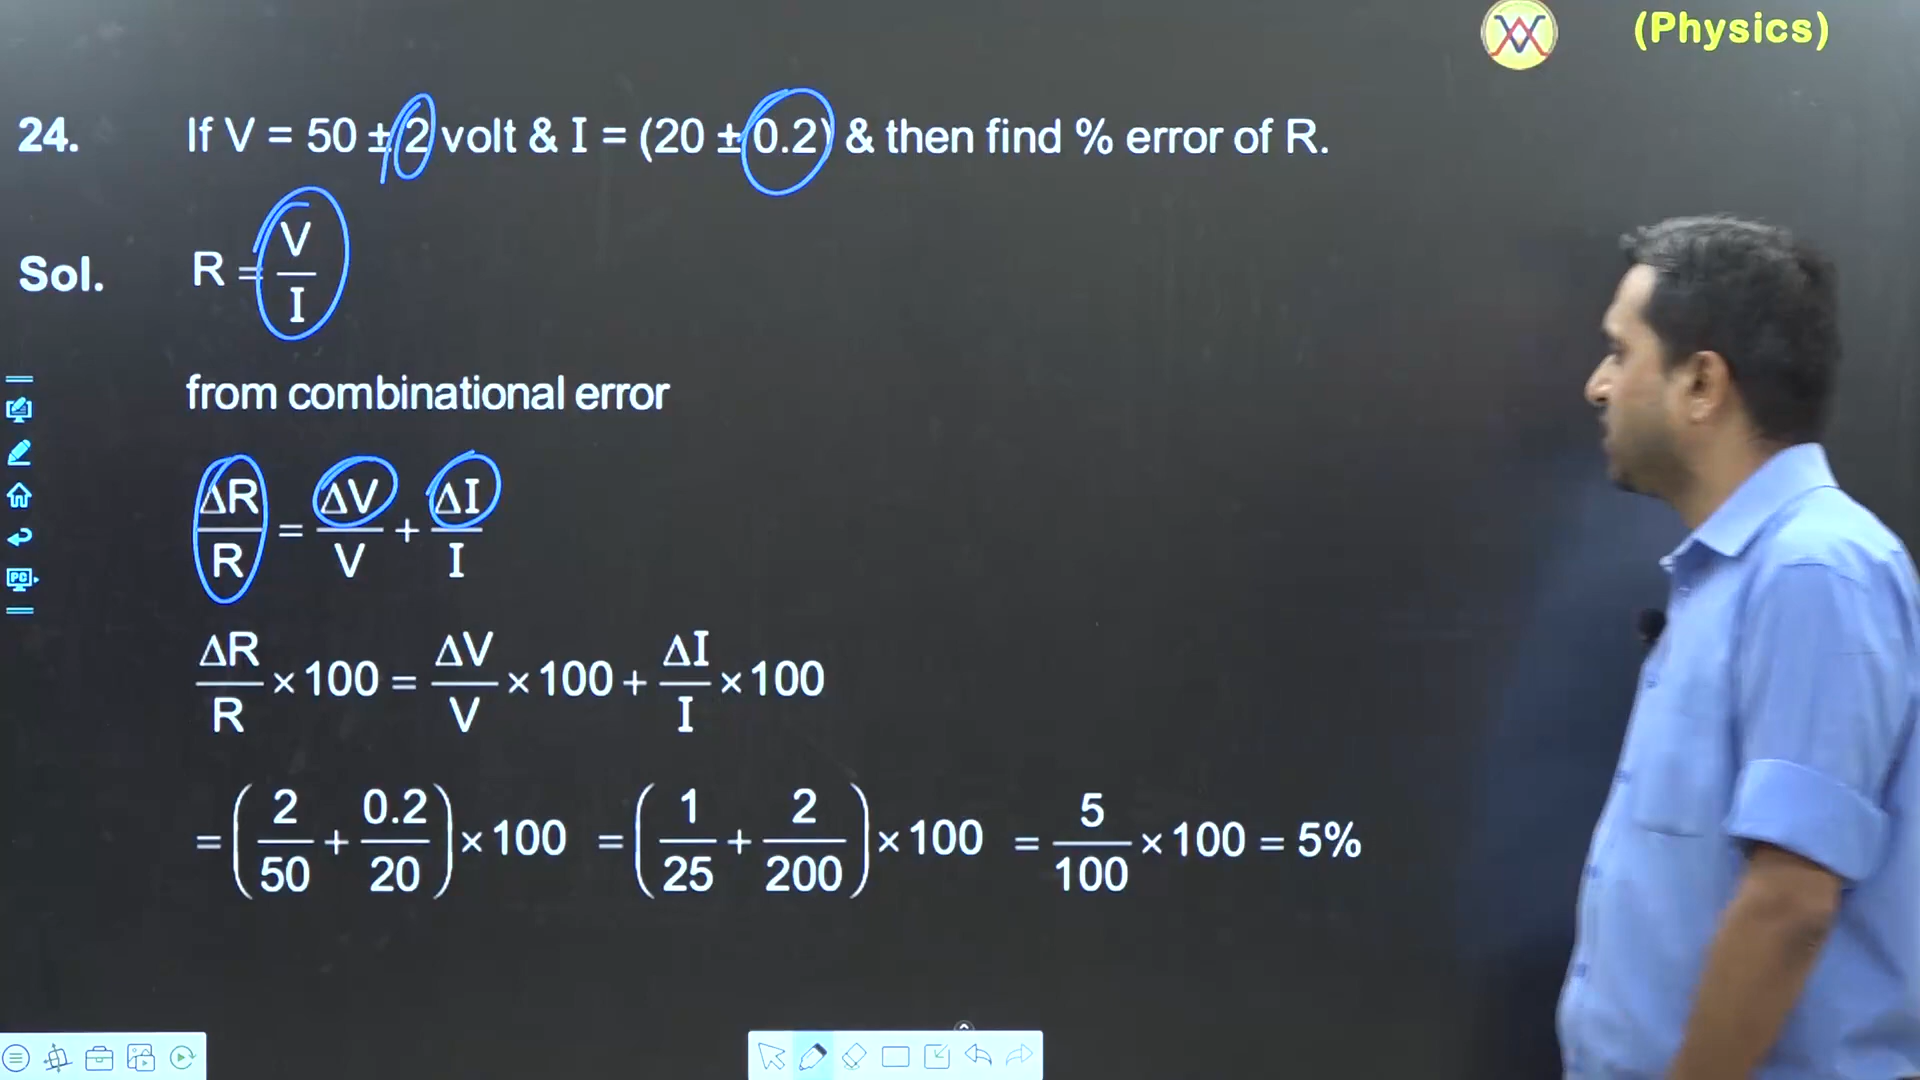 (Physics)
24. If V = 50 ± 2 volt & I = (20 ± 0.2) & then find % error of R.
Sol. R = V/I
from combinational error
ΔR/R = ΔV/V + ΔI/I
ΔR/R × 100 = ΔV/V × 100 + ΔI/I × 100
= (2/50 + 0.2/20) × 100 = (1/25 + 2/200) × 100 = 5/100 × 100 = 5%
PC